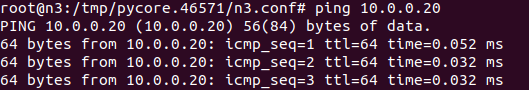 root@n3:/tmp/pycore.46571/n3.conf# ping 10.0.0.20
PING 10.0.0.20 (10.0.0.20) 56(84) bytes of data.
64 bytes from 10.0.0.20: icmp_seq=1 ttl=64 time=0.052 ms
64 bytes from 10.0.0.20: icmp_seq=2 ttl=64 time=0.032 ms
64 bytes from 10.0.0.20: icmp_seq=3 ttl=64 time=0.032 ms